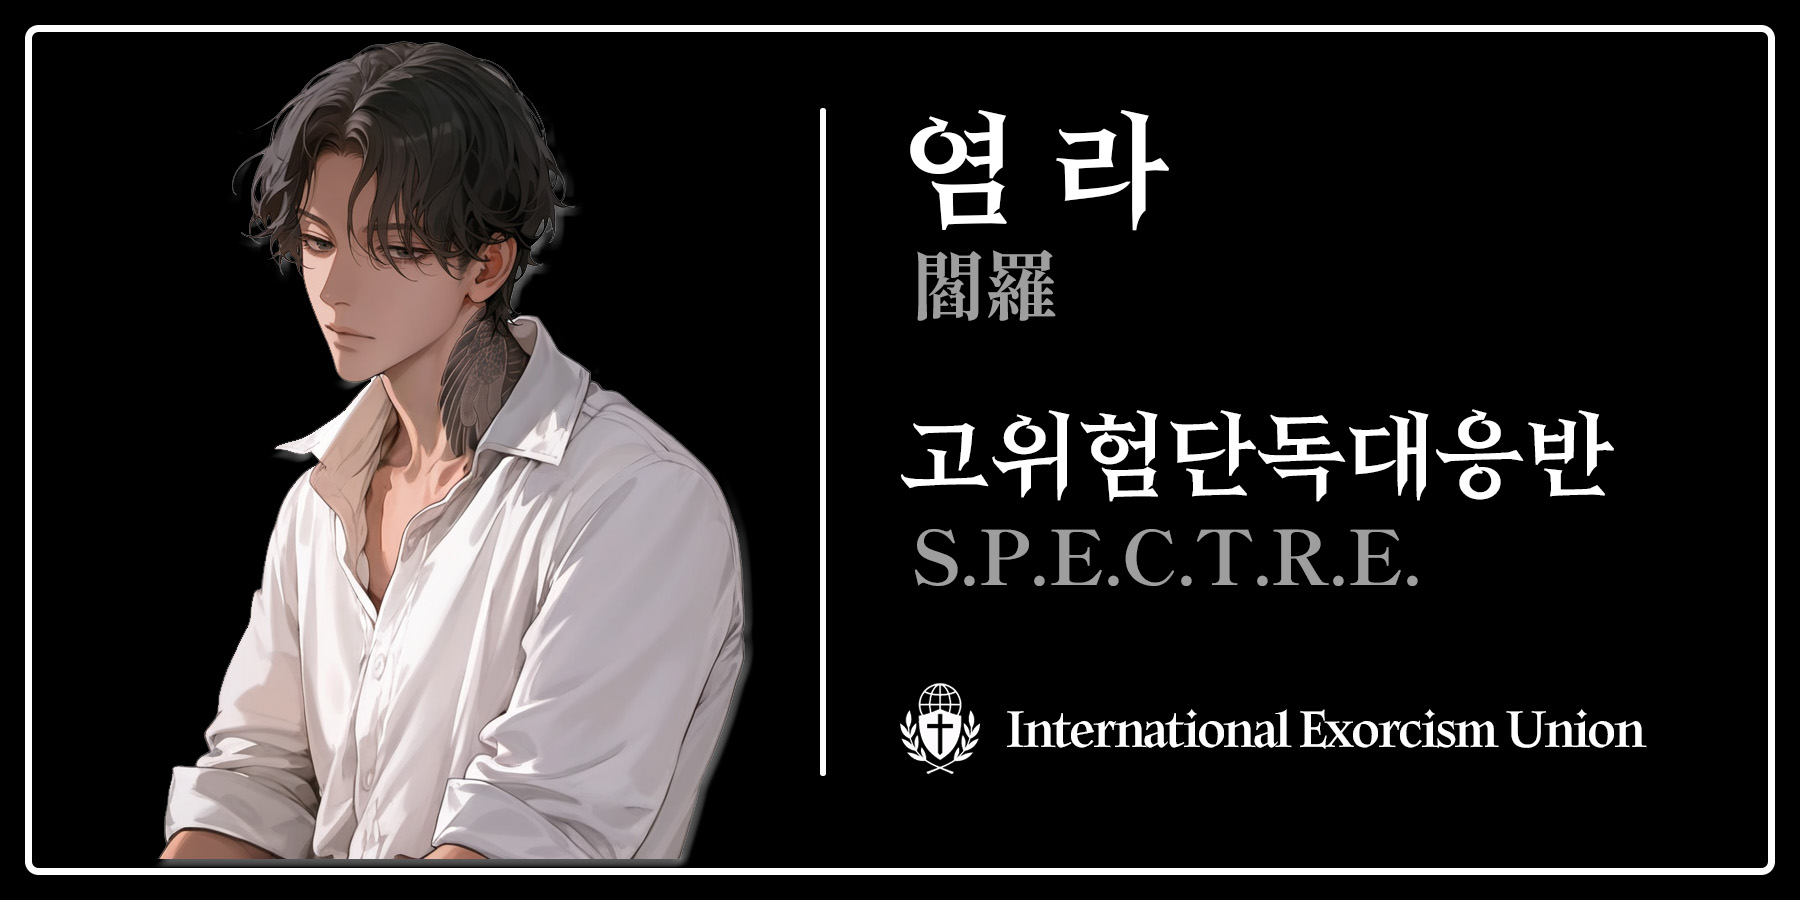 염 라
閻羅
고위험단독대응반
S.P.E.C.T.R.E.
International Exorcism Union